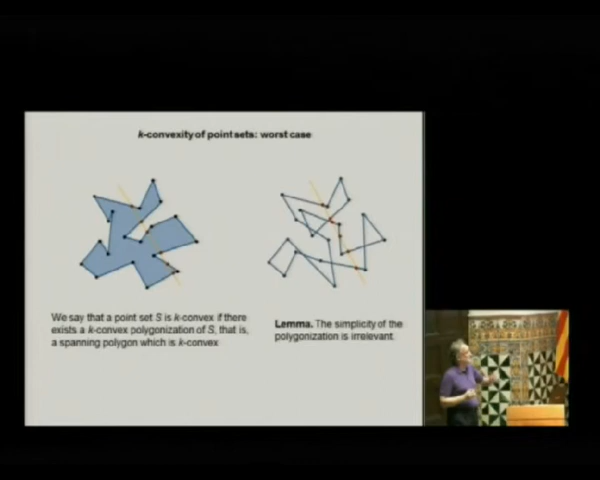 k-convexity of point sets: worst case
We say that a point set S is k-convex if there
exists a k-convex polygonization of S, that is,
a spanning polygon which is k-convex
Lemma. The simplicity of the
polygonization is irrelevant.